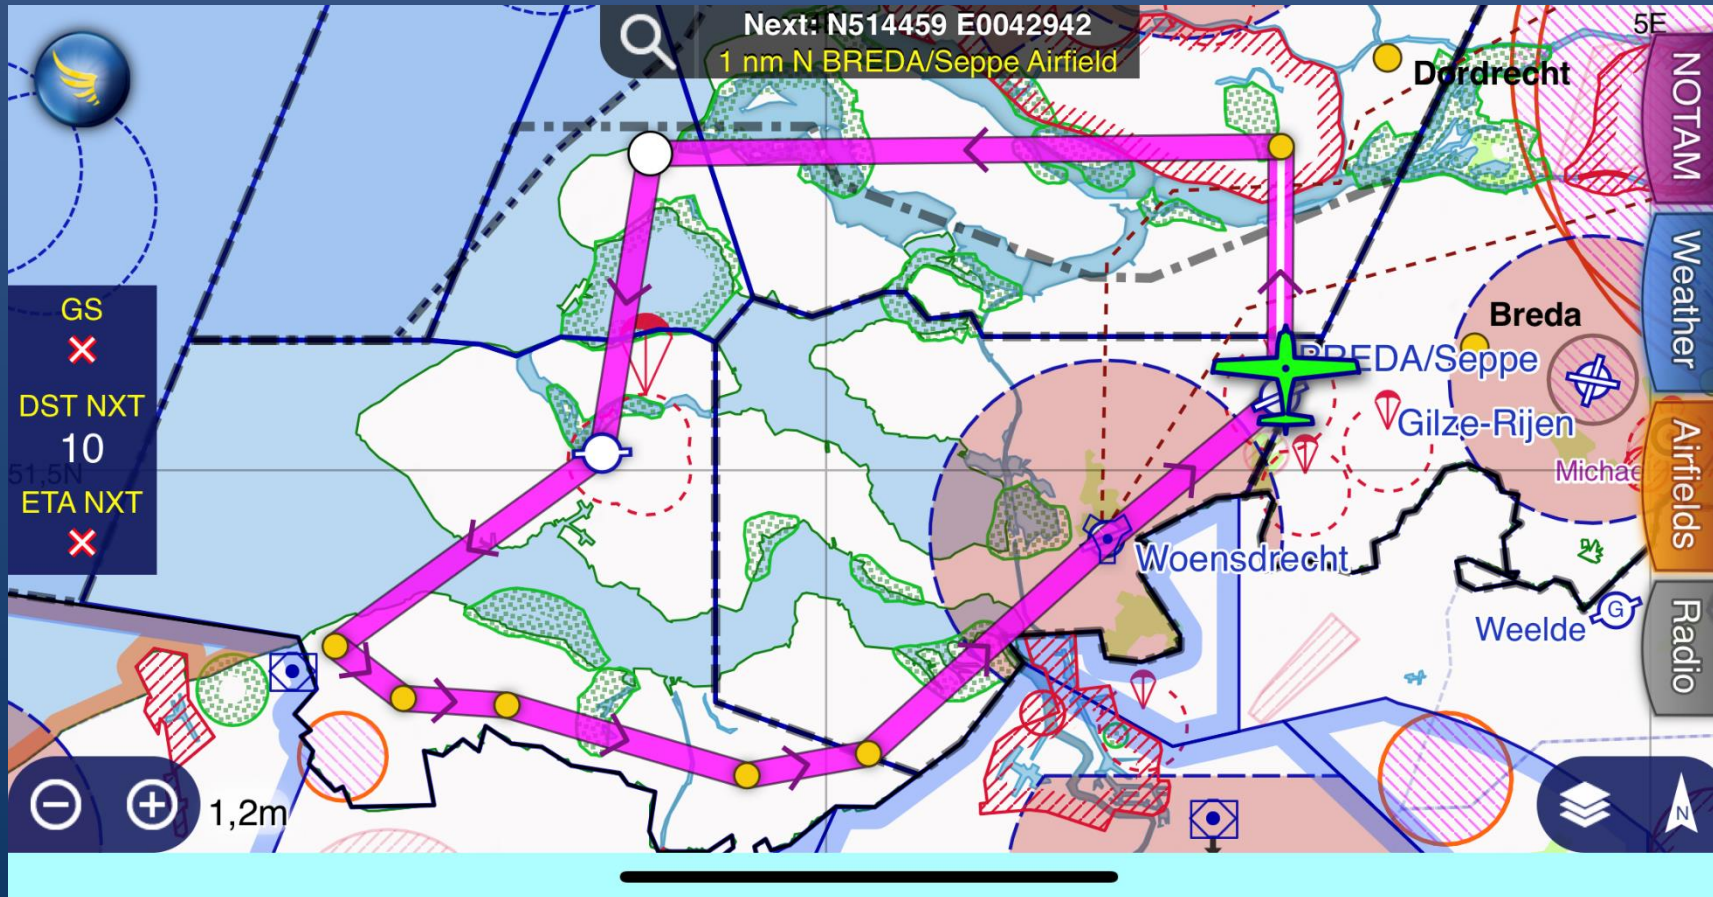 Next: N514459 E0042942
1 nm N BREDA/Seppe Airfield
5E
Dordrecht
NOTAM
Weather
Airfields
Radio
GS
DST NXT
10
ETA NXT
51,5N
Breda
BREDA/Seppe
Gilze-Rijen
Michae
Woensdrecht
Weelde
G
1,2m
N